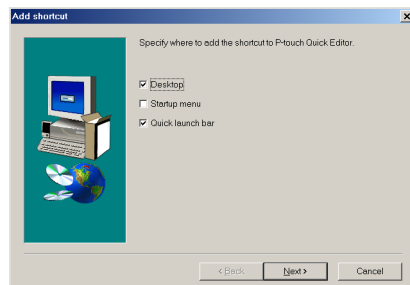 Add shortcut
Specify where to add the shortcut to P-touch Quick Editor.
Desktop
Startup menu
Quick launch bar
< Back
Next >
Cancel